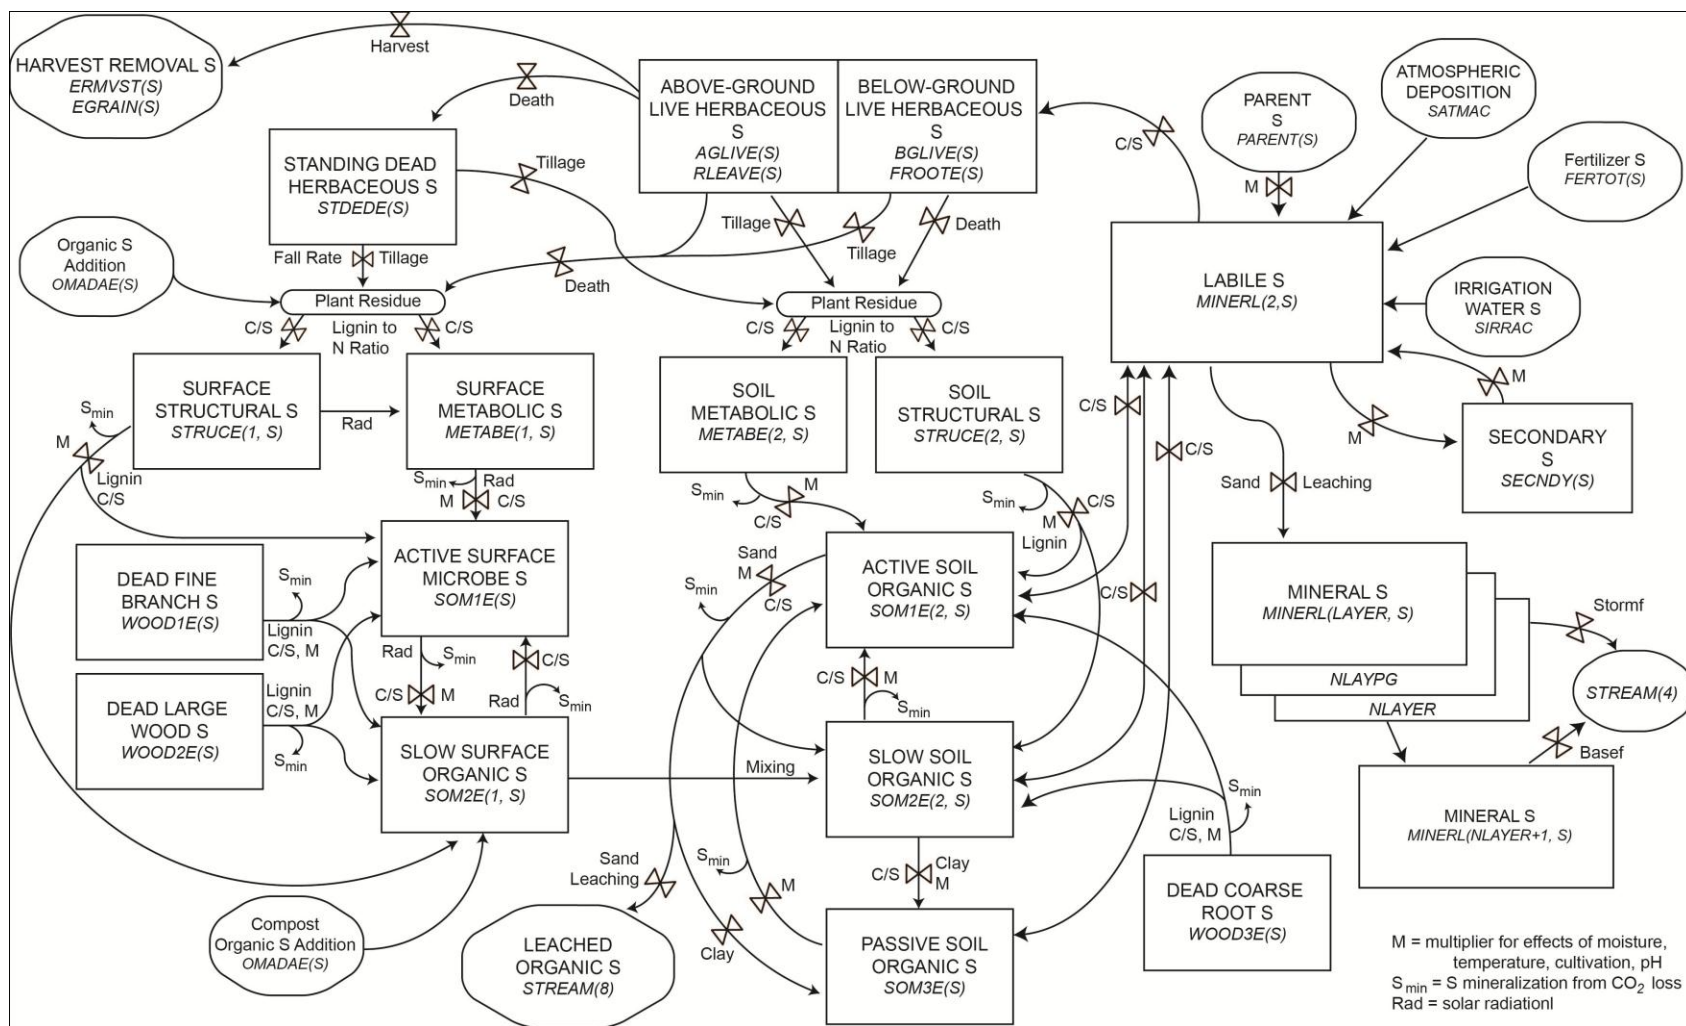 HARVEST REMOVAL S
ERMVST(S)
EGRAIN(S)
Harvest
Death
ABOVE-GROUND
LIVE HERBACEOUS
S
AGLIVE(S)
RLEAVE(S)
BELOW-GROUND
LIVE HERBACEOUS
S
BGLIVE(S)
FROOTE(S)
C/S
PARENT
S
PARENT(S)
M
ATMOSPHERIC
DEPOSITION
SATMAC
Fertilizer S
FERTOT(S)
STANDING DEAD
HERBACEOUS S
STDEDE(S)
Tillage
Organic S
Addition
OMADAE(S)
Fall Rate
Tillage
Death
Tillage
Tillage
Death
LABILE S
MINERL(2,S)
IRRIGATION
WATER S
SIRRAC
Plant Residue
C/S
Lignin to
N Ratio
C/S
Plant Residue
C/S
Lignin to
N Ratio
C/S
SURFACE
STRUCTURAL S
STRUCE(1, S)
Rad
SURFACE
METABOLIC S
METABE(1, S)
SOIL
METABOLIC S
METABE(2, S)
SOIL
STRUCTURAL S
STRUCE(2, S)
C/S
C/S
C/S
M
M
SECONDARY
S
SECNDY(S)
Smin
M
Lignin
C/S
Smin
Rad
M
C/S
Smin
M
C/S
Smin
C/S
M
Lignin
Sand
Leaching
DEAD FINE
BRANCH S
WOOD1E(S)
Smin
Lignin
C/S, M
ACTIVE SURFACE
MICROBE S
SOM1E(S)
Sand
M
C/S
Smin
ACTIVE SOIL
ORGANIC S
SOM1E(2, S)
MINERAL S
MINERL(LAYER, S)
NLAYPG
NLAYER
Stormf
STREAM(4)
Basef
DEAD LARGE
WOOD S
WOOD2E(S)
Lignin
C/S, M
Smin
Rad
Smin
C/S
M
C/S
Rad
Smin
C/S
M
Smin
SLOW SURFACE
ORGANIC S
SOM2E(1, S)
Mixing
SLOW SOIL
ORGANIC S
SOM2E(2, S)
C/S
MINERAL S
MINERL(NLAYER+1, S)
Lignin
C/S, M
Smin
Sand
Leaching
Smin
M
C/S
Clay
M
Clay
DEAD COARSE
ROOT S
WOOD3E(S)
Compost
Organic S Addition
OMADAE(S)
LEACHED
ORGANIC S
STREAM(8)
PASSIVE SOIL
ORGANIC S
SOM3E(S)
M = multiplier for effects of moisture,
temperature, cultivation, pH
Smin = S mineralization from CO2 loss
Rad = solar radiationl